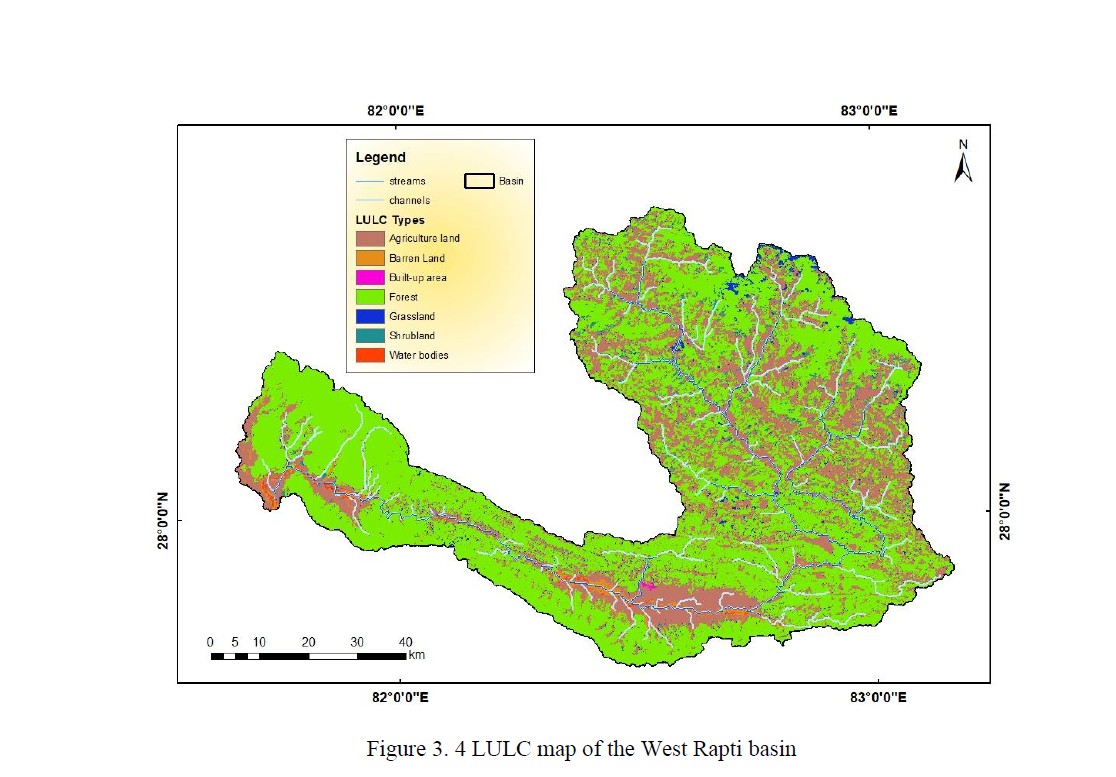 82°0'0"E 83°0'0"E
N
Legend
streams Basin
channels
LULC Types
Agriculture land
Barren Land
Built-up area
Forest
Grassland
Shrubland
Water bodies
28°0'0"N 28°0'0"N
0 5 10 20 30 40
km
82°0'0"E 83°0'0"E
Figure 3. 4 LULC map of the West Rapti basin